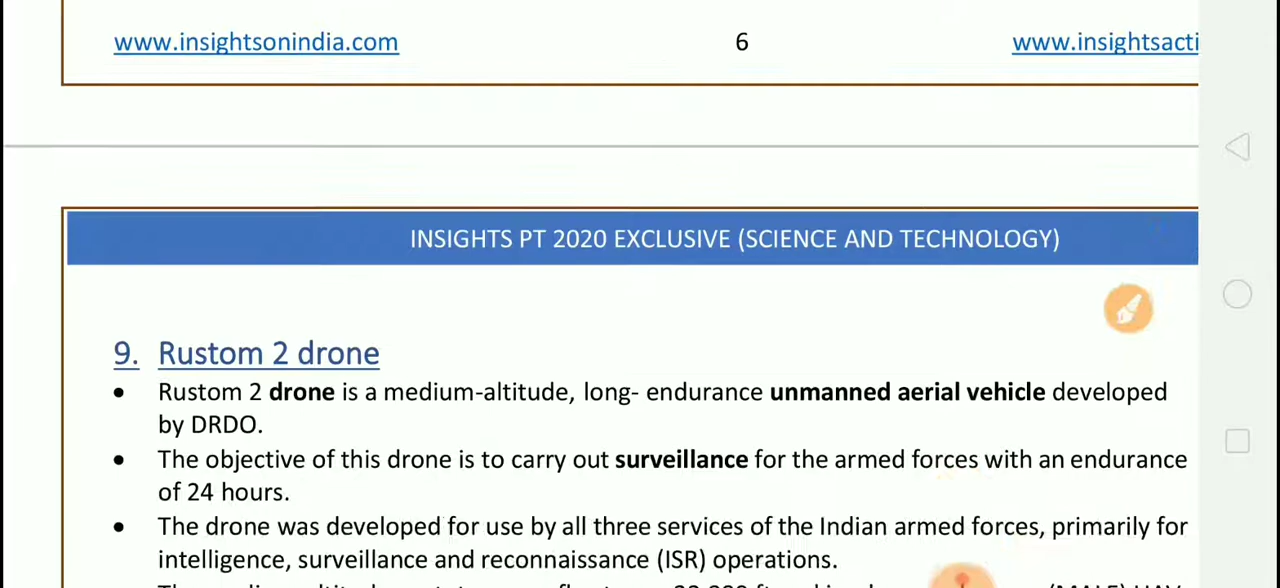 www.insightsonindia.com 6 www.insightsacti
INSIGHTS PT 2020 EXCLUSIVE (SCIENCE AND TECHNOLOGY)
9. Rustom 2 drone
• Rustom 2 drone is a medium-altitude, long- endurance unmanned aerial vehicle developed
by DRDO.
• The objective of this drone is to carry out surveillance for the armed forces with an endurance
of 24 hours.
• The drone was developed for use by all three services of the Indian armed forces, primarily for
intelligence, surveillance and reconnaissance (ISR) operations.